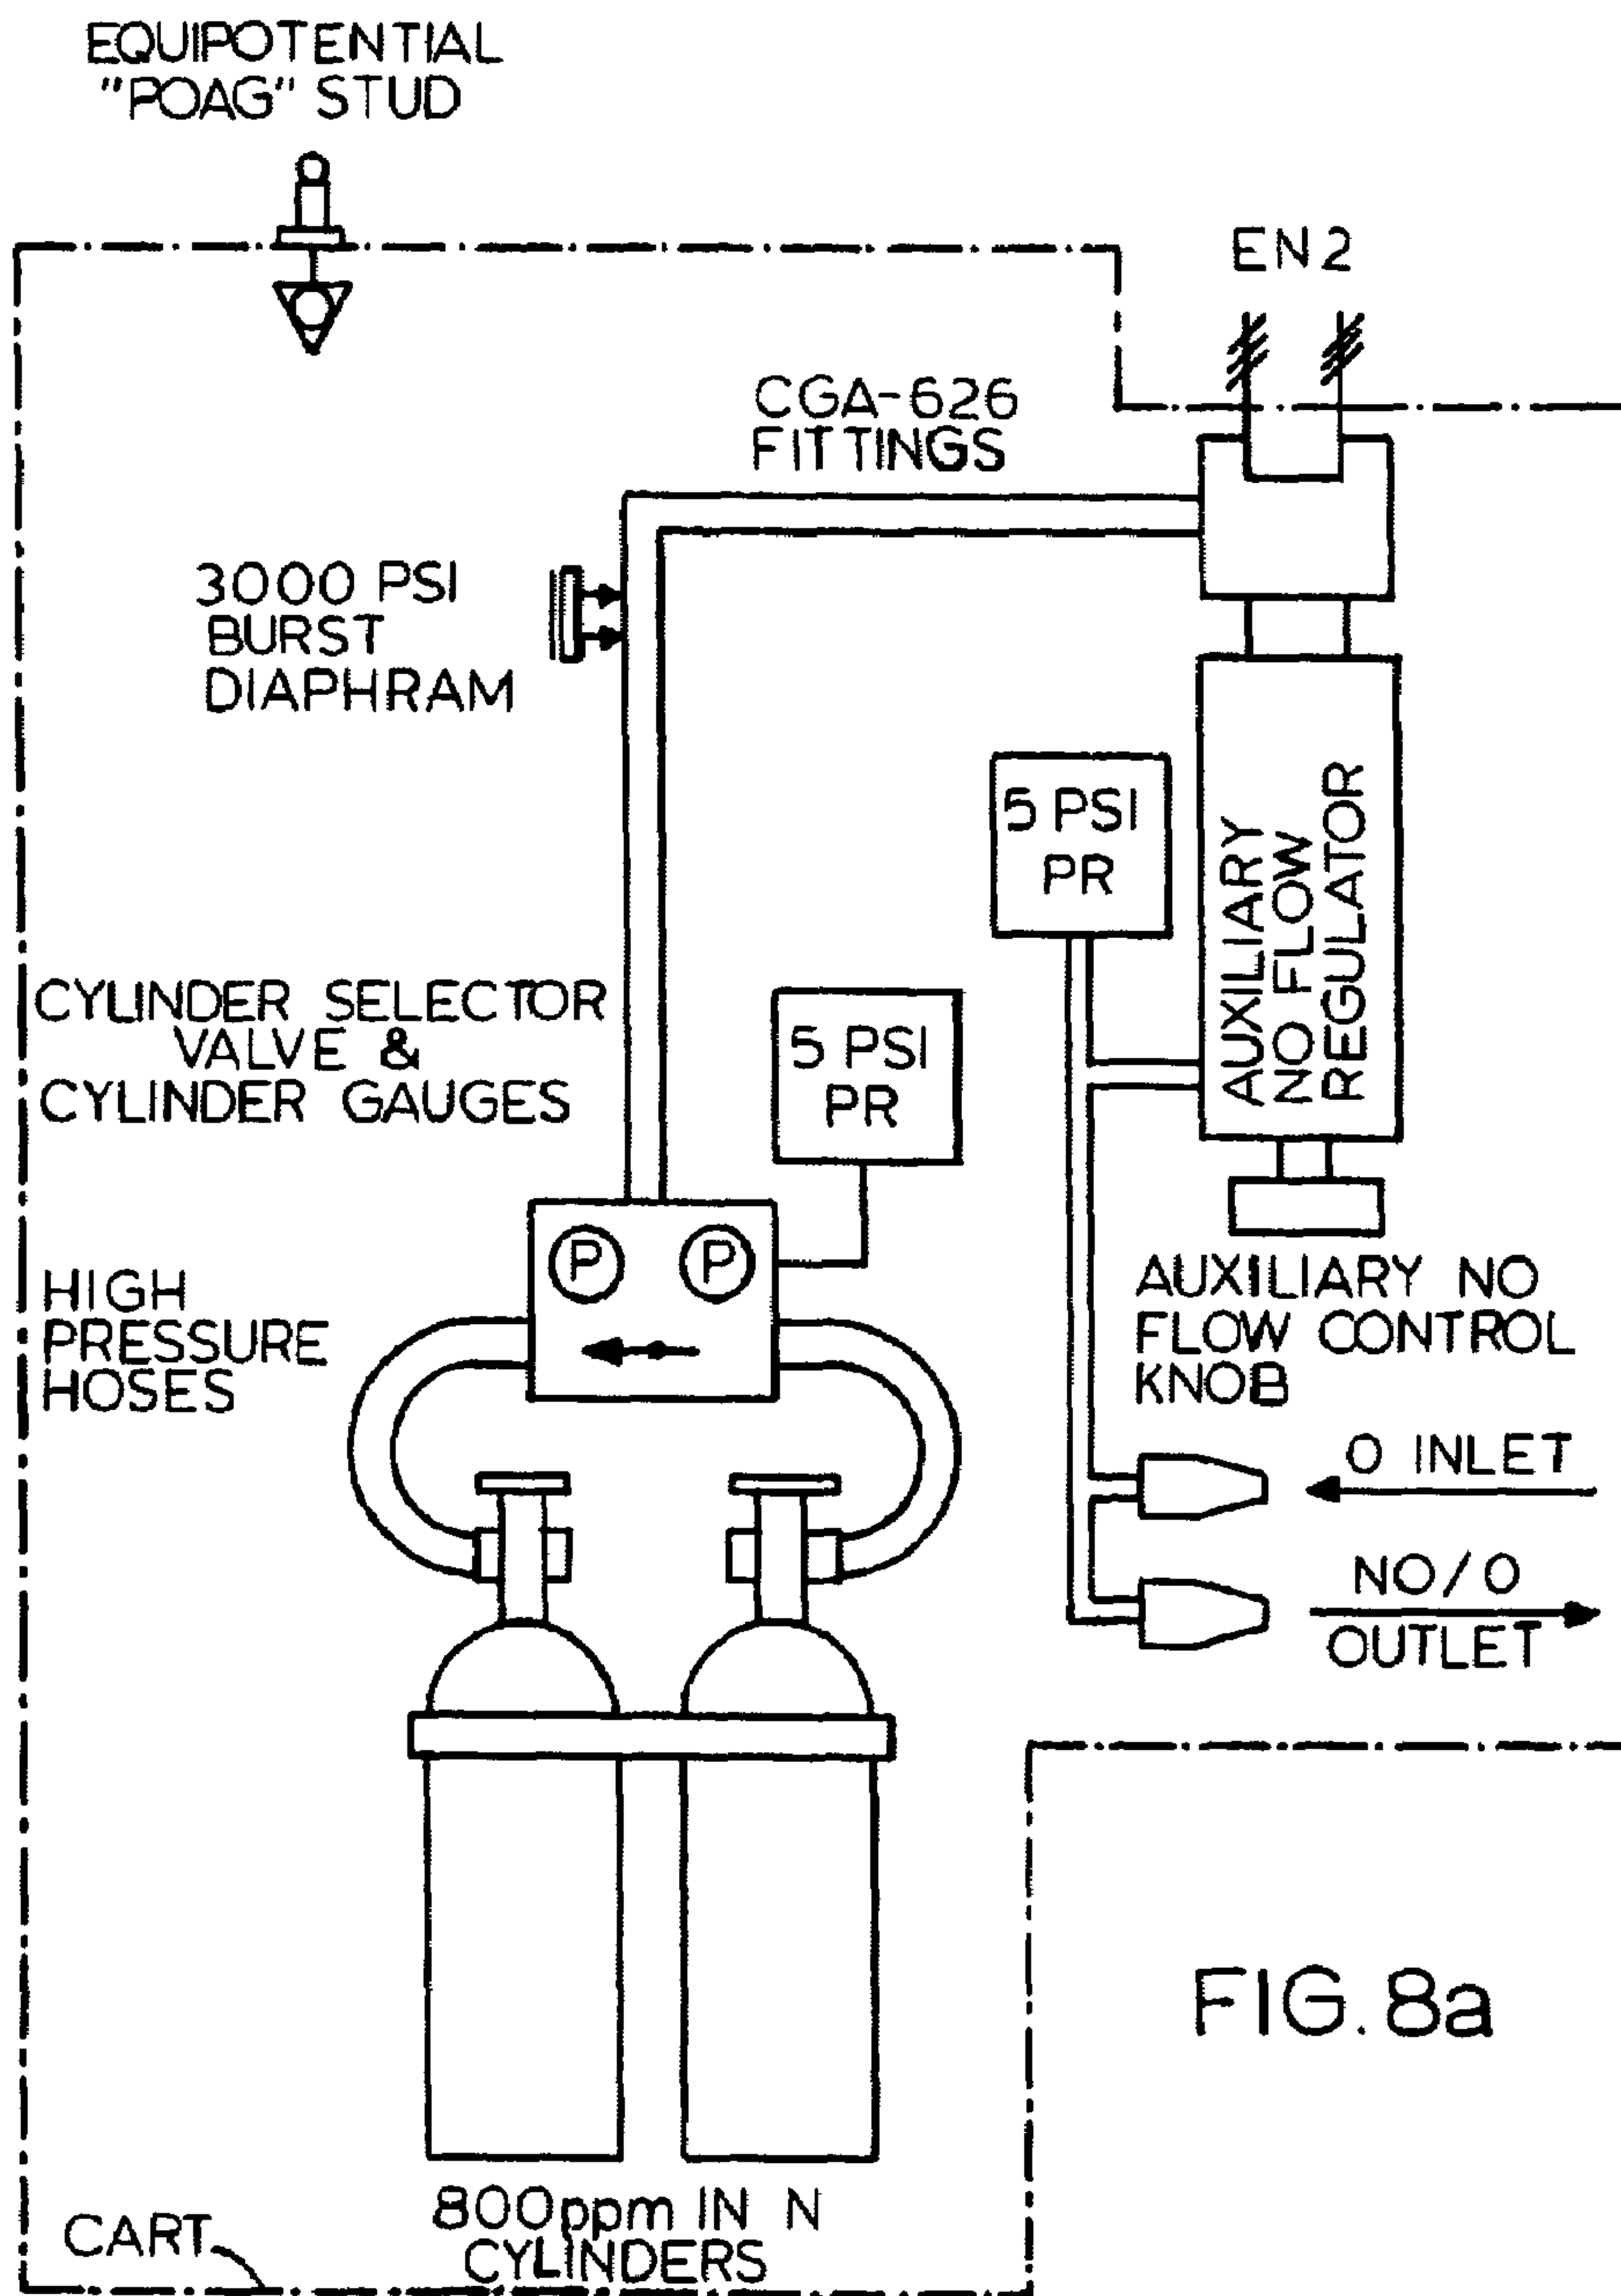 EQUIPOTENTIAL
"POAG" STUD
EN2
CGA-626
FITTINGS
3000 PSI
BURST
DIAPHRAM
5 PSI
PR
AUXILIARY
NO FLOW
REGULATOR
CYLINDER SELECTOR
VALVE &
CYLINDER GAUGES
5 PSI
PR
P P
HIGH
PRESSURE
HOSES
AUXILIARY NO
FLOW CONTROL
KNOB
O INLET
NO/O
OUTLET
FIG. 8a
800ppm IN N
CYLINDERS
CART